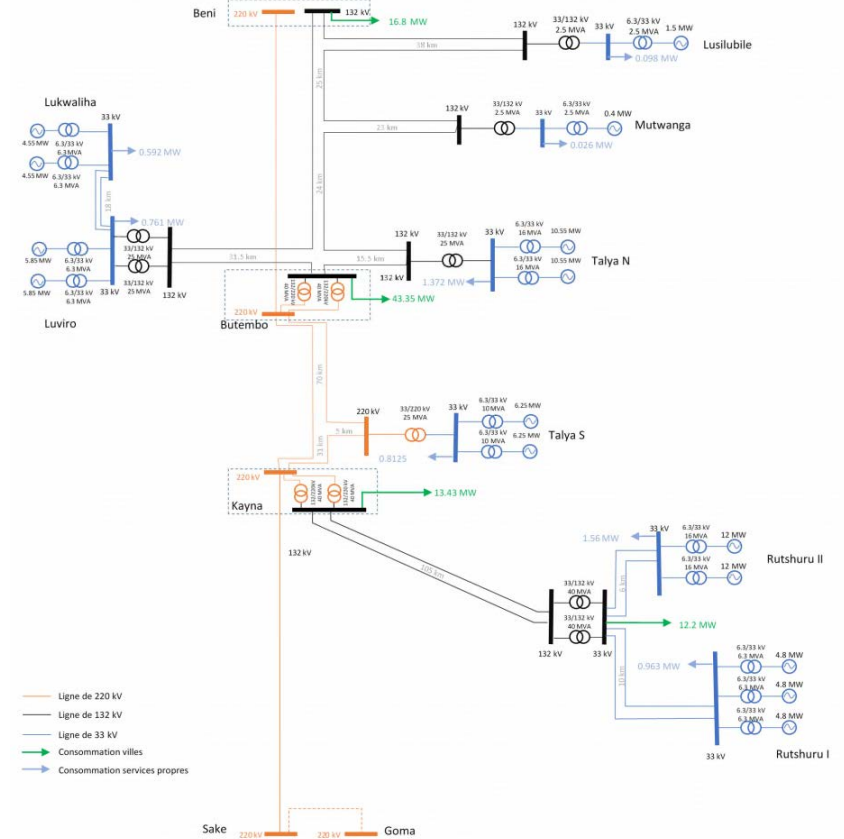 Beni
220 kV
132 kV
16.8 MW
132 kV
33/132 kV
2.5 MVA
33 kV
6.3/33 kV
2.5 MVA
1.5 MW
Lusilubile
0.098 MW
25 km
132 kV
33/132 kV
2.5 MVA
33 kV
6.3/33 kV
2.5 MVA
0.4 MW
Mutwanga
0.026 MW
23 km
24 km
Lukwaliha
33 kV
4.55 MW
6.3/33 kV
6.3 MVA
4.55 MW
6.3/33 kV
6.3 MVA
0.592 MW
18 km
0.761 MW
33/132 kV
25 MVA
33/132 kV
25 MVA
5.85 MW
6.3/33 kV
6.3MVA
5.85 MW
6.3/33 kV
6.3MVA
33 kV
132 kV
Luviro
31.5 km
15.5 km
132 kV
33/132 kV
25 MVA
33 kV
6.3/33 kV
16 MVA
10.55 MW
6.3/33 kV
16 MVA
10.55 MW
Talya N
1.372 MW
132 kV
43.35 MW
220 kV
Butembo
70 km
31 km
5 km
220 kV
33/220 kV
25 MVA
33 kV
6.3/33 kV
10 MVA
6.25 MW
6.3/33 kV
10 MVA
6.25 MW
Talya S
0.8125
220 kV
Kayna
132/220 kV
40 MVA
132/220 kV
40 MVA
13.43 MW
132 kV
105 km
33 kV
6.3/33 kV
16 MVA
12 MW
6.3/33 kV
16 MVA
12 MW
Rutshuru II
1.56 MW
6 km
33/132 kV
40 MVA
33/132 kV
40 MVA
132 kV
33 kV
12.2 MW
10 km
0.963 MW
6.3/33 kV
6.3 MVA
4.8 MW
6.3/33 kV
6.3 MVA
4.8 MW
6.3/33 kV
6.3 MVA
4.8 MW
33 kV
Rutshuru I
Ligne de 220 kV
Ligne de 132 kV
Ligne de 33 kV
Consommation villes
Consommation services propres
Sake
220 kV
220 kV
Goma